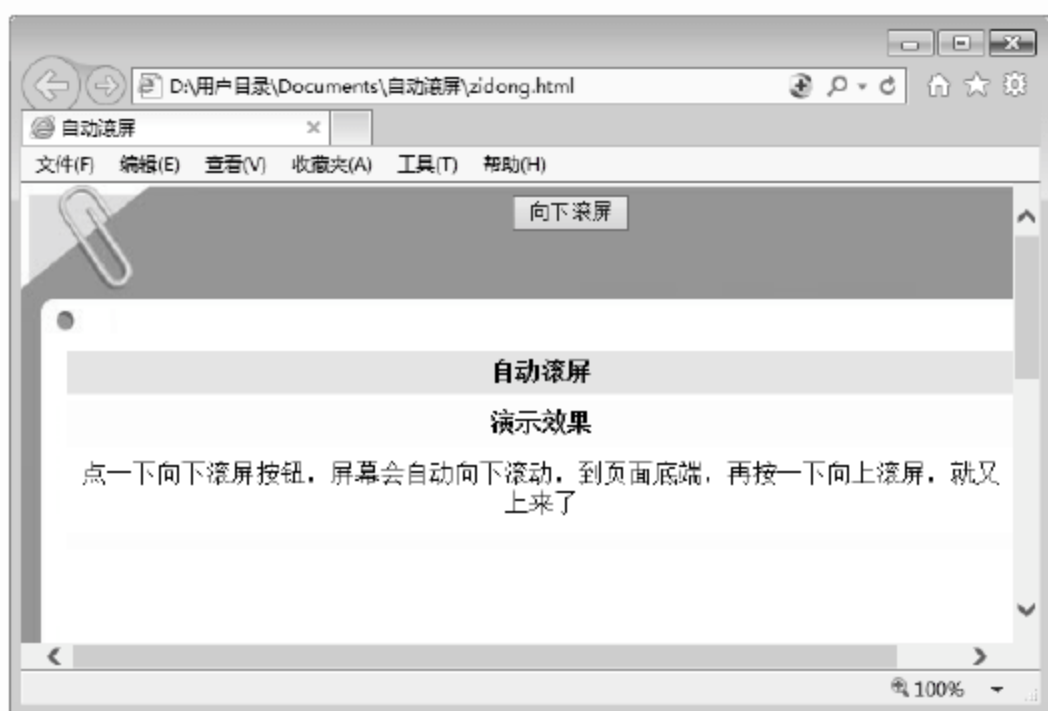 D:\用户目录\Documents\自动滚屏\zidong.html
自动滚屏
文件(F) 编辑(E) 查看(V) 收藏夹(A) 工具(T) 帮助(H)
向下滚屏
自动滚屏
演示效果
点一下向下滚屏按钮，屏幕会自动向下滚动，到页面底端，再按一下向上滚屏，就又
上来了
100%